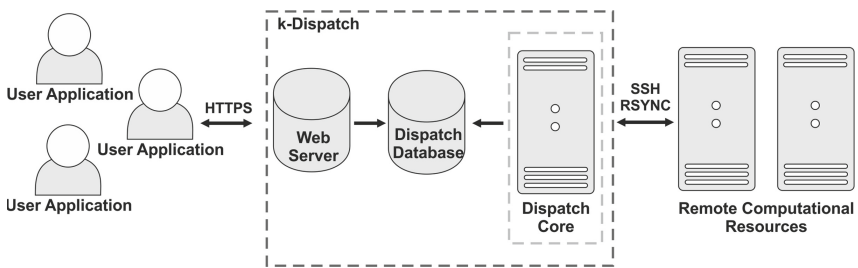 k-Dispatch
User Application
HTTPS
User Application
User Application
Web
Server
Dispatch
Database
Dispatch
Core
SSH
RSYNC
Remote Computational
Resources